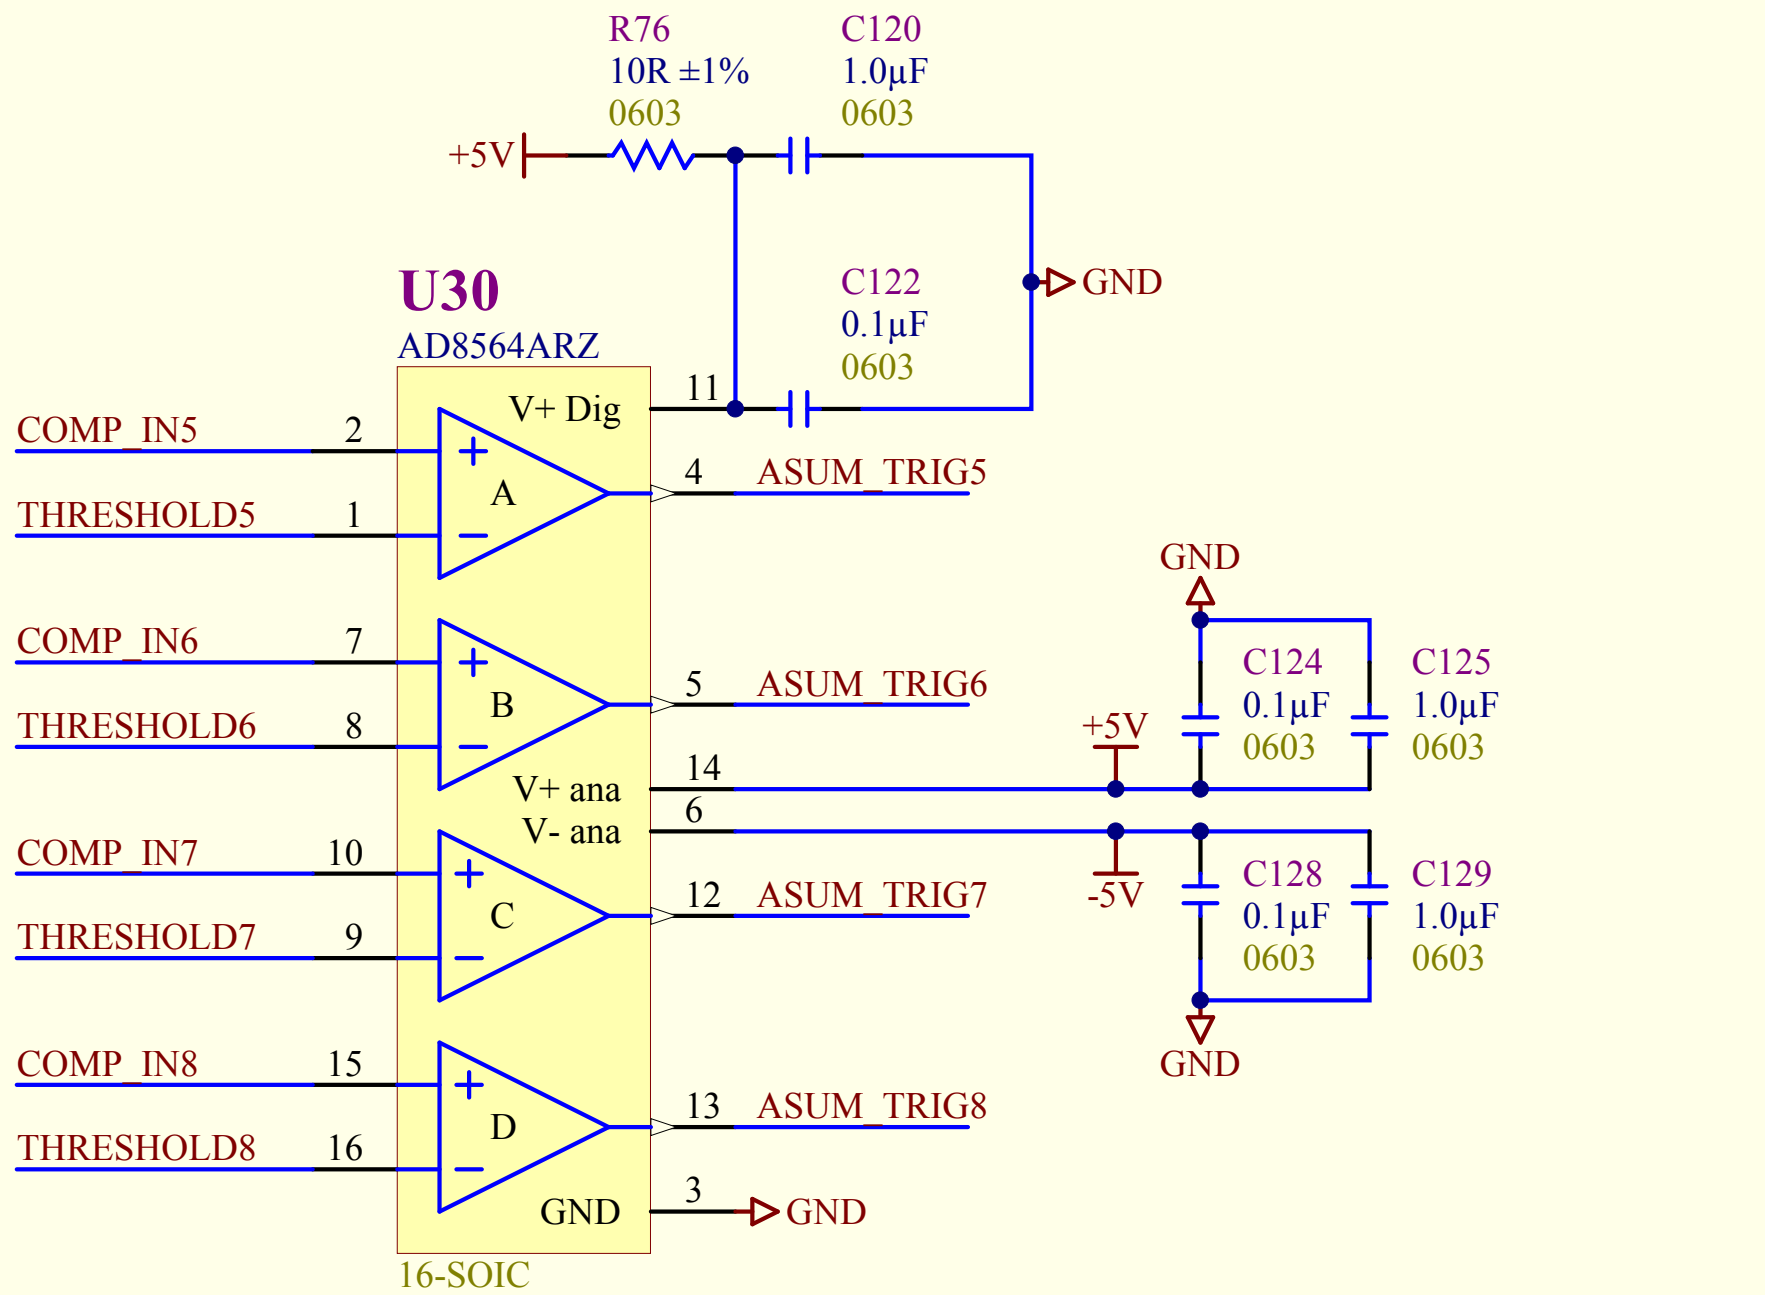 R76
10R ±1%
0603
C120
1.0µF
0603
+5V
C122
0.1µF
0603
GND
U30
AD8564ARZ
V+ Dig
11
COMP_IN5
2
+
A
4
ASUM_TRIG5
THRESHOLD5
1
−
GND
COMP_IN6
7
+
B
5
ASUM_TRIG6
THRESHOLD6
8
−
C124
0.1µF
0603
C125
1.0µF
0603
+5V
V+ ana
14
V- ana
6
-5V
COMP_IN7
10
+
C
12
ASUM_TRIG7
THRESHOLD7
9
−
C128
0.1µF
0603
C129
1.0µF
0603
GND
COMP_IN8
15
+
D
13
ASUM_TRIG8
THRESHOLD8
16
−
GND
3
GND
16-SOIC